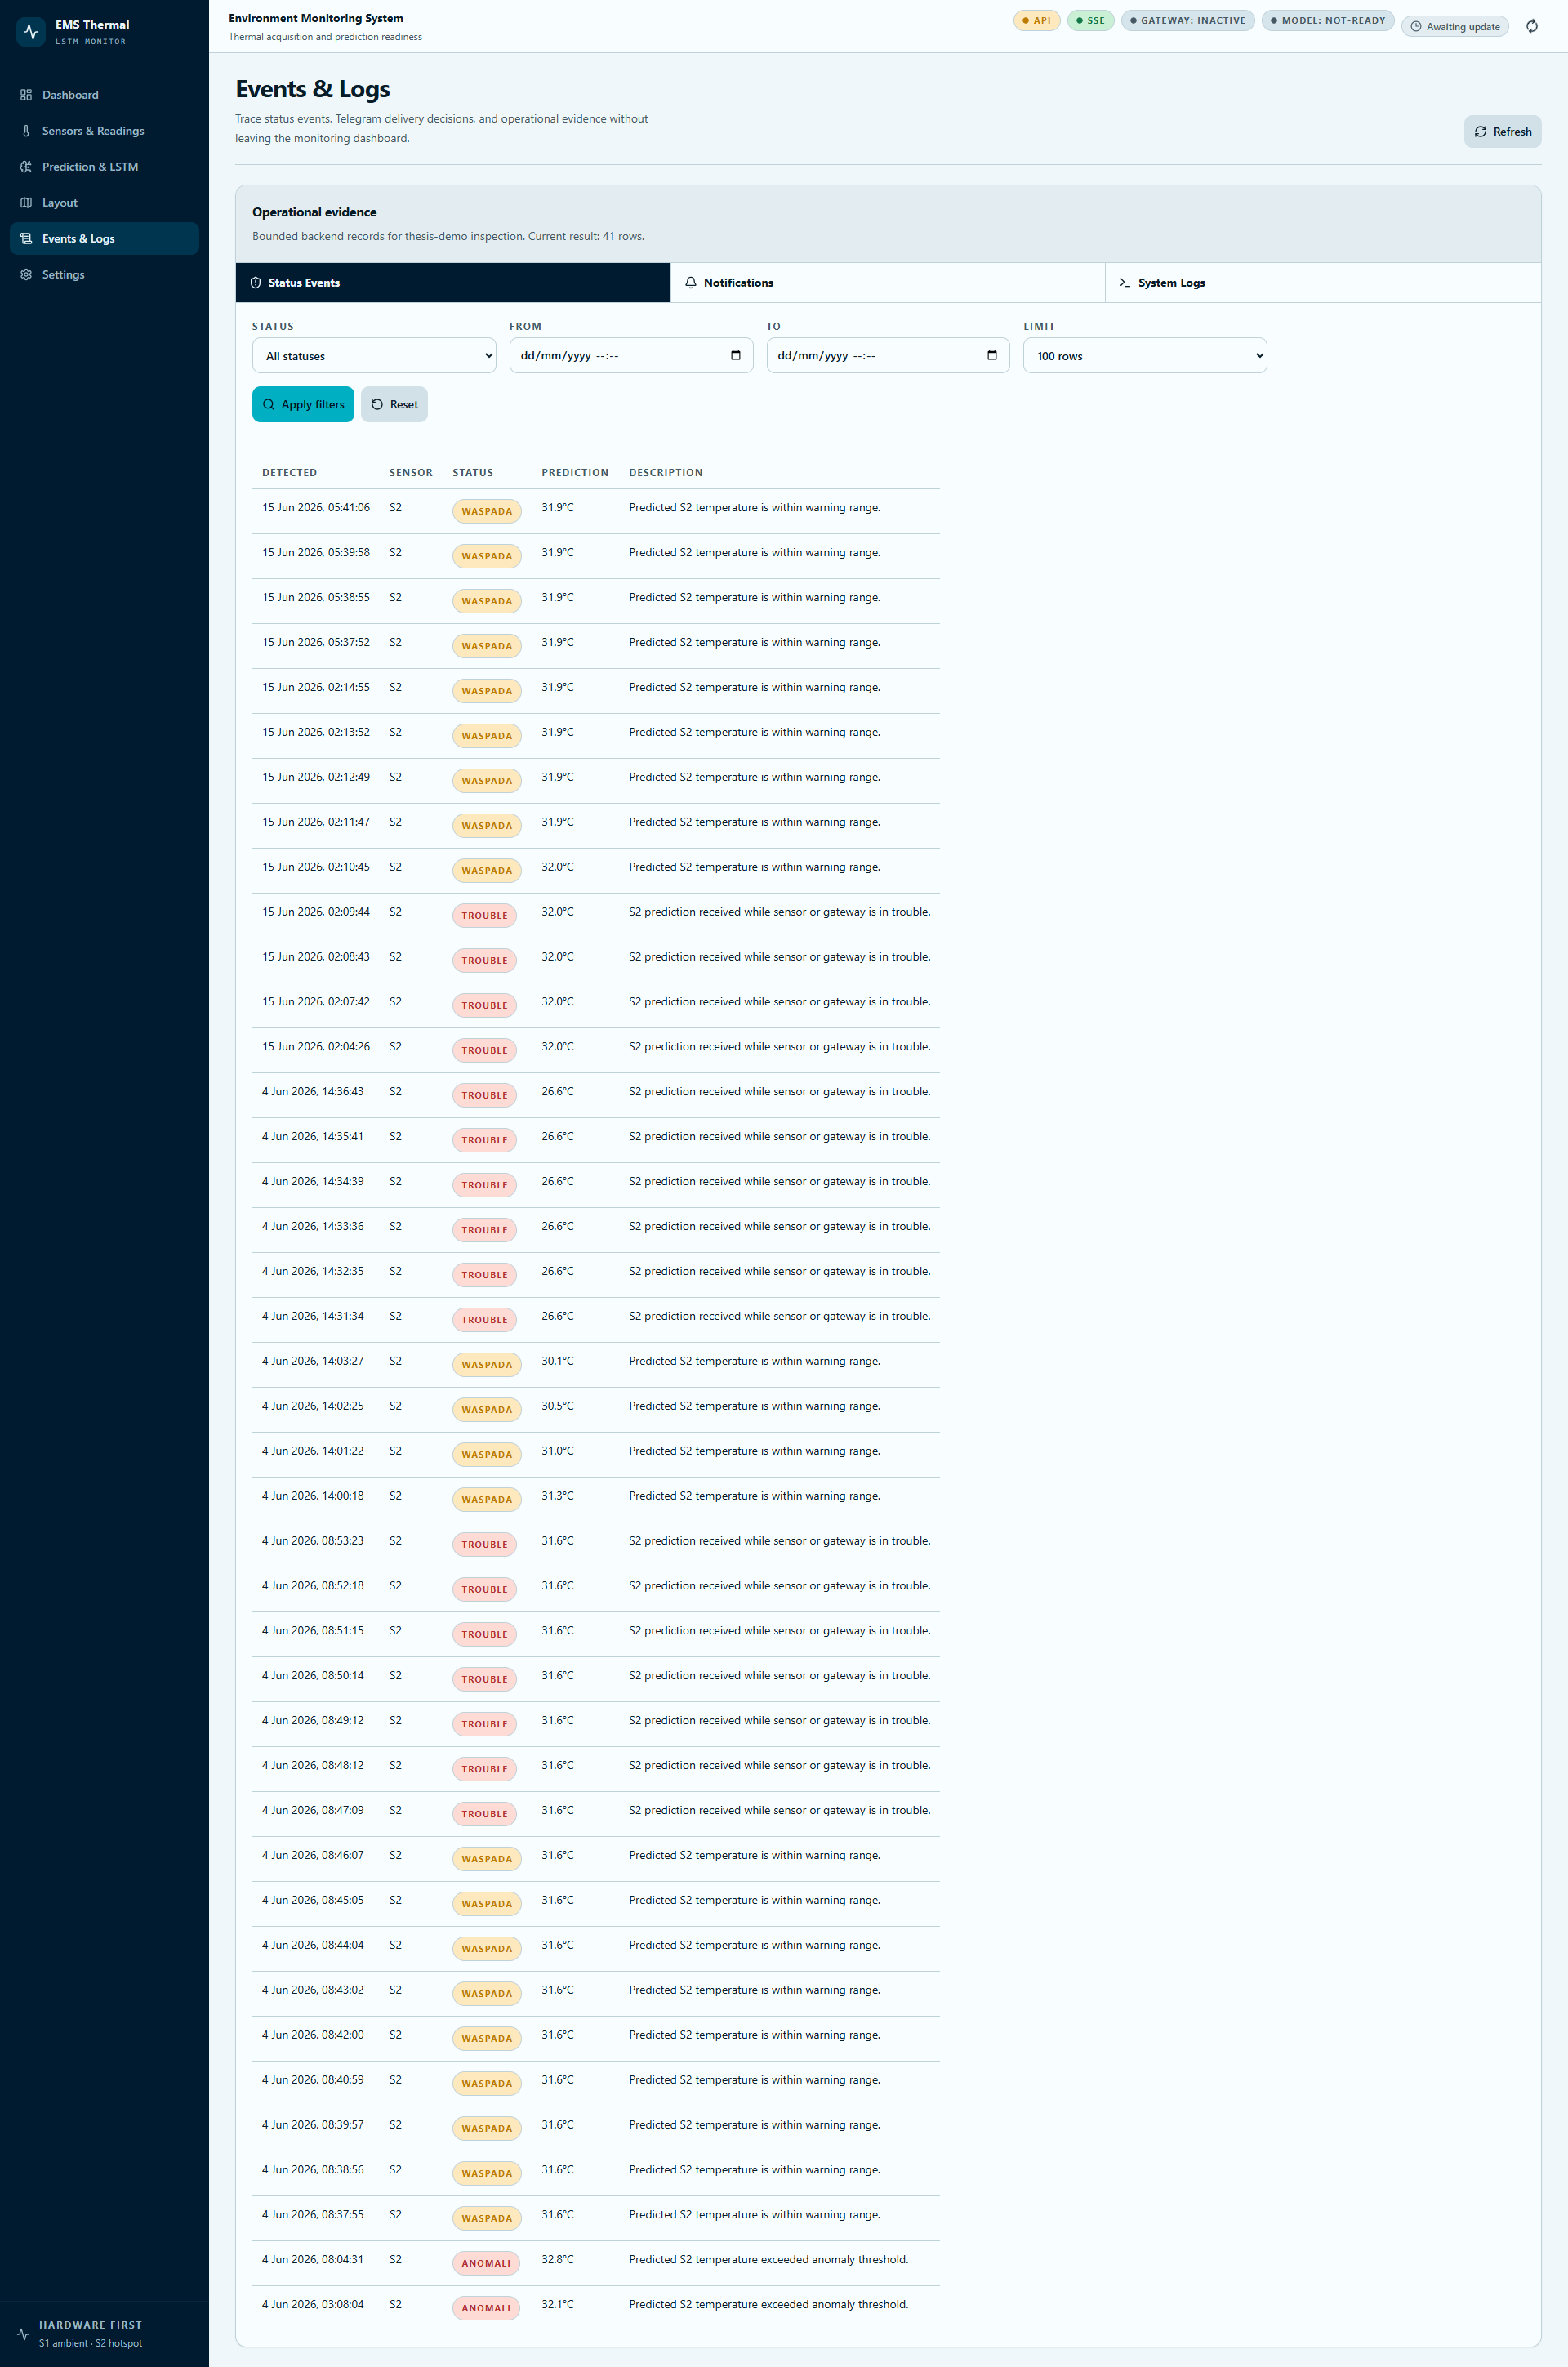 EMS Thermal
LSTM MONITOR
Dashboard
Sensors & Readings
Prediction & LSTM
Layout
Events & Logs
Settings
HARDWARE FIRST
S1 ambient · S2 hotspot
Environment Monitoring System
Thermal acquisition and prediction readiness
API SSE GATEWAY: INACTIVE MODEL: NOT-READY Awaiting update
Events & Logs
Trace status events, Telegram delivery decisions, and operational evidence without
leaving the monitoring dashboard.
Refresh
Operational evidence
Bounded backend records for thesis-demo inspection. Current result: 41 rows.
Status Events Notifications System Logs
STATUS FROM TO LIMIT
All statuses dd/mm/yyyy --:-- dd/mm/yyyy --:-- 100 rows
Apply filters Reset
DETECTED SENSOR STATUS PREDICTION DESCRIPTION
15 Jun 2026, 05:41:06 S2 WASPADA 31.9°C Predicted S2 temperature is within warning range.
15 Jun 2026, 05:39:58 S2 WASPADA 31.9°C Predicted S2 temperature is within warning range.
15 Jun 2026, 05:38:55 S2 WASPADA 31.9°C Predicted S2 temperature is within warning range.
15 Jun 2026, 05:37:52 S2 WASPADA 31.9°C Predicted S2 temperature is within warning range.
15 Jun 2026, 02:14:55 S2 WASPADA 31.9°C Predicted S2 temperature is within warning range.
15 Jun 2026, 02:13:52 S2 WASPADA 31.9°C Predicted S2 temperature is within warning range.
15 Jun 2026, 02:12:49 S2 WASPADA 31.9°C Predicted S2 temperature is within warning range.
15 Jun 2026, 02:11:47 S2 WASPADA 31.9°C Predicted S2 temperature is within warning range.
15 Jun 2026, 02:10:45 S2 WASPADA 32.0°C Predicted S2 temperature is within warning range.
15 Jun 2026, 02:09:44 S2 TROUBLE 32.0°C S2 prediction received while sensor or gateway is in trouble.
15 Jun 2026, 02:08:43 S2 TROUBLE 32.0°C S2 prediction received while sensor or gateway is in trouble.
15 Jun 2026, 02:07:42 S2 TROUBLE 32.0°C S2 prediction received while sensor or gateway is in trouble.
15 Jun 2026, 02:04:26 S2 TROUBLE 32.0°C S2 prediction received while sensor or gateway is in trouble.
4 Jun 2026, 14:36:43 S2 TROUBLE 26.6°C S2 prediction received while sensor or gateway is in trouble.
4 Jun 2026, 14:35:41 S2 TROUBLE 26.6°C S2 prediction received while sensor or gateway is in trouble.
4 Jun 2026, 14:34:39 S2 TROUBLE 26.6°C S2 prediction received while sensor or gateway is in trouble.
4 Jun 2026, 14:33:36 S2 TROUBLE 26.6°C S2 prediction received while sensor or gateway is in trouble.
4 Jun 2026, 14:32:35 S2 TROUBLE 26.6°C S2 prediction received while sensor or gateway is in trouble.
4 Jun 2026, 14:31:34 S2 TROUBLE 26.6°C S2 prediction received while sensor or gateway is in trouble.
4 Jun 2026, 14:03:27 S2 WASPADA 30.1°C Predicted S2 temperature is within warning range.
4 Jun 2026, 14:02:25 S2 WASPADA 30.5°C Predicted S2 temperature is within warning range.
4 Jun 2026, 14:01:22 S2 WASPADA 31.0°C Predicted S2 temperature is within warning range.
4 Jun 2026, 14:00:18 S2 WASPADA 31.3°C Predicted S2 temperature is within warning range.
4 Jun 2026, 08:53:23 S2 TROUBLE 31.6°C S2 prediction received while sensor or gateway is in trouble.
4 Jun 2026, 08:52:18 S2 TROUBLE 31.6°C S2 prediction received while sensor or gateway is in trouble.
4 Jun 2026, 08:51:15 S2 TROUBLE 31.6°C S2 prediction received while sensor or gateway is in trouble.
4 Jun 2026, 08:50:14 S2 TROUBLE 31.6°C S2 prediction received while sensor or gateway is in trouble.
4 Jun 2026, 08:49:12 S2 TROUBLE 31.6°C S2 prediction received while sensor or gateway is in trouble.
4 Jun 2026, 08:48:12 S2 TROUBLE 31.6°C S2 prediction received while sensor or gateway is in trouble.
4 Jun 2026, 08:47:09 S2 TROUBLE 31.6°C S2 prediction received while sensor or gateway is in trouble.
4 Jun 2026, 08:46:07 S2 WASPADA 31.6°C Predicted S2 temperature is within warning range.
4 Jun 2026, 08:45:05 S2 WASPADA 31.6°C Predicted S2 temperature is within warning range.
4 Jun 2026, 08:44:04 S2 WASPADA 31.6°C Predicted S2 temperature is within warning range.
4 Jun 2026, 08:43:02 S2 WASPADA 31.6°C Predicted S2 temperature is within warning range.
4 Jun 2026, 08:42:00 S2 WASPADA 31.6°C Predicted S2 temperature is within warning range.
4 Jun 2026, 08:40:59 S2 WASPADA 31.6°C Predicted S2 temperature is within warning range.
4 Jun 2026, 08:39:57 S2 WASPADA 31.6°C Predicted S2 temperature is within warning range.
4 Jun 2026, 08:38:56 S2 WASPADA 31.6°C Predicted S2 temperature is within warning range.
4 Jun 2026, 08:37:55 S2 WASPADA 31.6°C Predicted S2 temperature is within warning range.
4 Jun 2026, 08:04:31 S2 ANOMALI 32.8°C Predicted S2 temperature exceeded anomaly threshold.
4 Jun 2026, 03:08:04 S2 ANOMALI 32.1°C Predicted S2 temperature exceeded anomaly threshold.